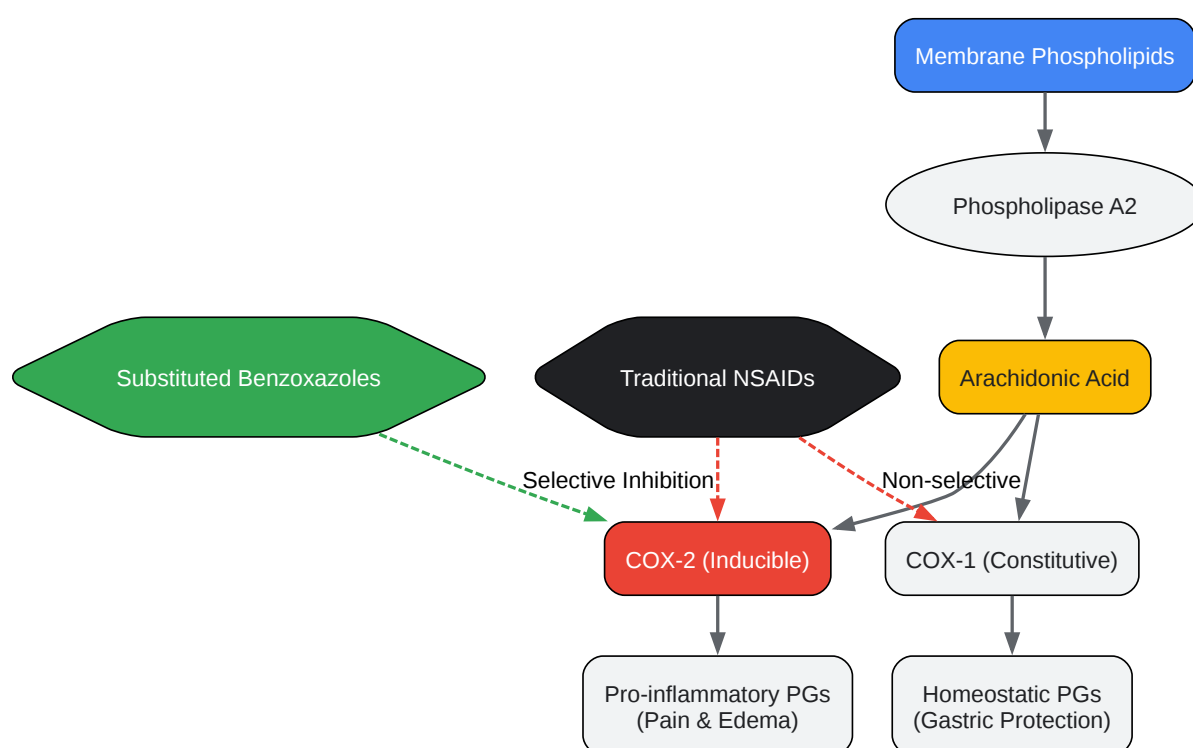 Membrane Phospholipids
Phospholipase A2
Substituted Benzoxazoles
Traditional NSAIDs
Arachidonic Acid
Selective Inhibition
Non-selective
COX-2 (Inducible)
COX-1 (Constitutive)
Pro-inflammatory PGs
(Pain & Edema)
Homeostatic PGs
(Gastric Protection)